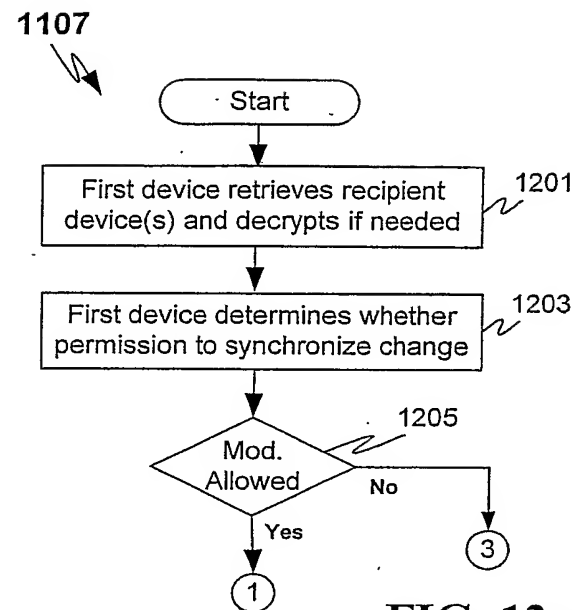 1107
Start
First device retrieves recipient
device(s) and decrypts if needed
1201
First device determines whether
permission to synchronize change
1203
1205
Mod.
Allowed
No
Yes
3
1